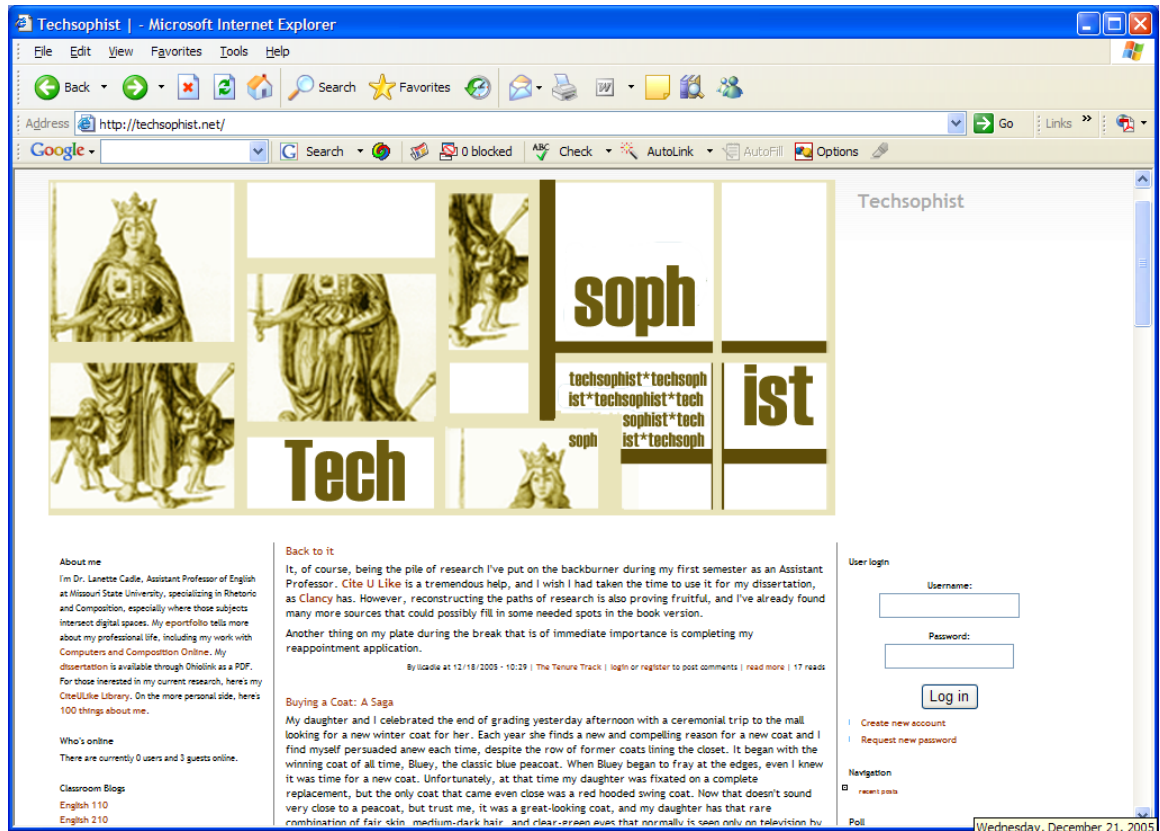 Techsophist | - Microsoft Internet Explorer
File Edit View Favorites Tools Help
Back Search Favorites
Address http://techsophist.net/ Go Links »
Google Search 0 blocked ABC Check AutoLink AutoFill Options
Techsophist
soph
techsophist*techsoph
ist*techsophist*tech
sophist*tech
soph ist*techsoph
ist
Tech
About me
I'm Dr. Lanette Cadle, Assistant Professor of English
at Missouri State University, specializing in Rhetoric
and Composition, especially where those subjects
intersect digital spaces. My eportfolio tells more
about my professional life, including my work with
Computers and Composition Online. My
dissertation is available through Ohiolink as a PDF.
For those inerested in my current research, here's my
CiteULike Library. On the more personal side, here's
100 things about me.
Who's online
There are currently 0 users and 3 guests online.
Classroom Blogs
English 110
English 210
Back to it
It, of course, being the pile of research I've put on the backburner during my first semester as an Assistant
Professor. Cite U Like is a tremendous help, and I wish I had taken the time to use it for my dissertation,
as Clancy has. However, reconstructing the paths of research is also proving fruitful, and I've already found
many more sources that could possibly fill in some needed spots in the book version.
Another thing on my plate during the break that is of immediate importance is completing my
reappointment application.
By lcadle at 12/18/2005 - 10:29 | The Tenure Track | login or register to post comments | read more | 17 reads
Buying a Coat: A Saga
My daughter and I celebrated the end of grading yesterday afternoon with a ceremonial trip to the mall
looking for a new winter coat for her. Each year she finds a new and compelling reason for a new coat and I
find myself persuaded anew each time, despite the row of former coats lining the closet. It began with the
winning coat of all time, Bluey, the classic blue peacoat. When Bluey began to fray at the edges, even I knew
it was time for a new coat. Unfortunately, at that time my daughter was fixated on a complete
replacement, but the only coat that came even close was a red hooded swing coat. Now that doesn't sound
very close to a peacoat, but trust me, it was a great-looking coat, and my daughter has that rare
combination of fair skin, medium-dark hair, and clear-green eyes that normally is seen only on television by
User login
Username:
Password:
Log in
Create new account
Request new password
Navigation
recent posts
Poll
Wednesday, December 21, 2005